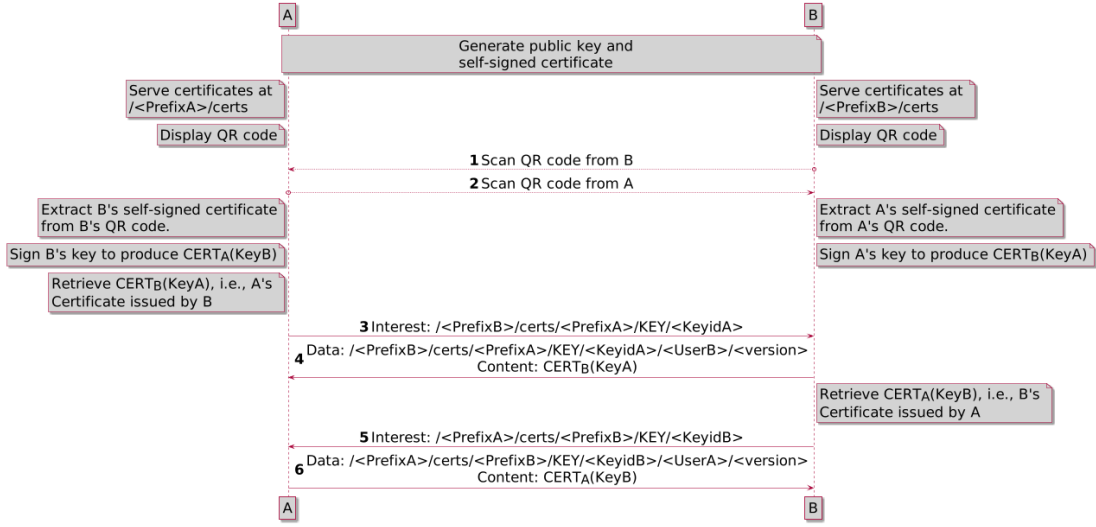 A B
Generate public key and
self-signed certificate
Serve certificates at
/<PrefixA>/certs
Serve certificates at
/<PrefixB>/certs
Display QR code
Display QR code
1 Scan QR code from B
2 Scan QR code from A
Extract B's self-signed certificate
from B's QR code.
Extract A's self-signed certificate
from A's QR code.
Sign B's key to produce CERTA(KeyB)
Sign A's key to produce CERTB(KeyA)
Retrieve CERTB(KeyA), i.e., A's
Certificate issued by B
3 Interest: /<PrefixB>/certs/<PrefixA>/KEY/<KeyidA>
4 Data: /<PrefixB>/certs/<PrefixA>/KEY/<KeyidA>/<UserB>/<version>
Content: CERTB(KeyA)
Retrieve CERTA(KeyB), i.e., B's
Certificate issued by A
5 Interest: /<PrefixA>/certs/<PrefixB>/KEY/<KeyidB>
6 Data: /<PrefixA>/certs/<PrefixB>/KEY/<KeyidB>/<UserA>/<version>
Content: CERTA(KeyB)
A B